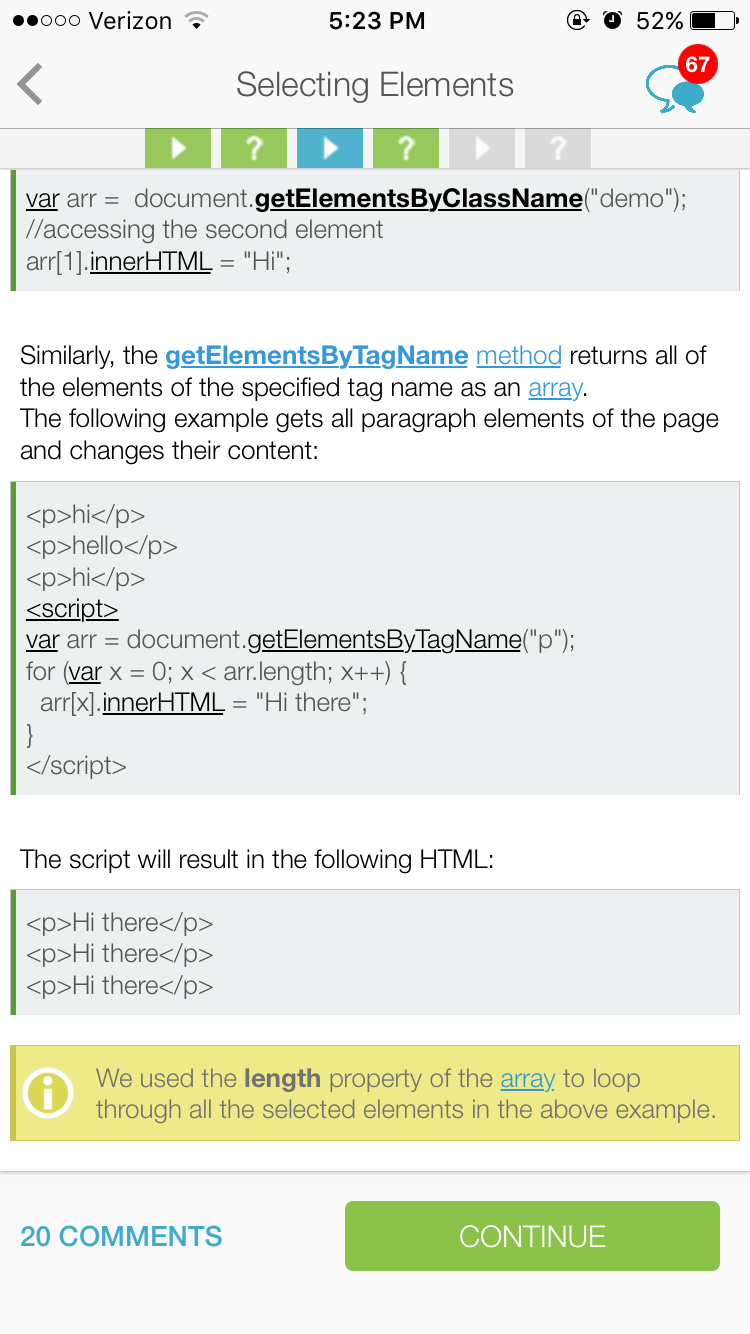 Verizon 5:23 PM 52%
Selecting Elements 67
? ? ?
var arr =  document.getElementsByClassName("demo");
//accessing the second element
arr[1].innerHTML = "Hi";
Similarly, the getElementsByTagName method returns all of
the elements of the specified tag name as an array.
The following example gets all paragraph elements of the page
and changes their content:
<p>hi</p>
<p>hello</p>
<p>hi</p>
<script>
var arr = document.getElementsByTagName("p");
for (var x = 0; x < arr.length; x++) {
  arr[x].innerHTML = "Hi there";
}
</script>
The script will result in the following HTML:
<p>Hi there</p>
<p>Hi there</p>
<p>Hi there</p>
We used the length property of the array to loop
through all the selected elements in the above example.
20 COMMENTS CONTINUE